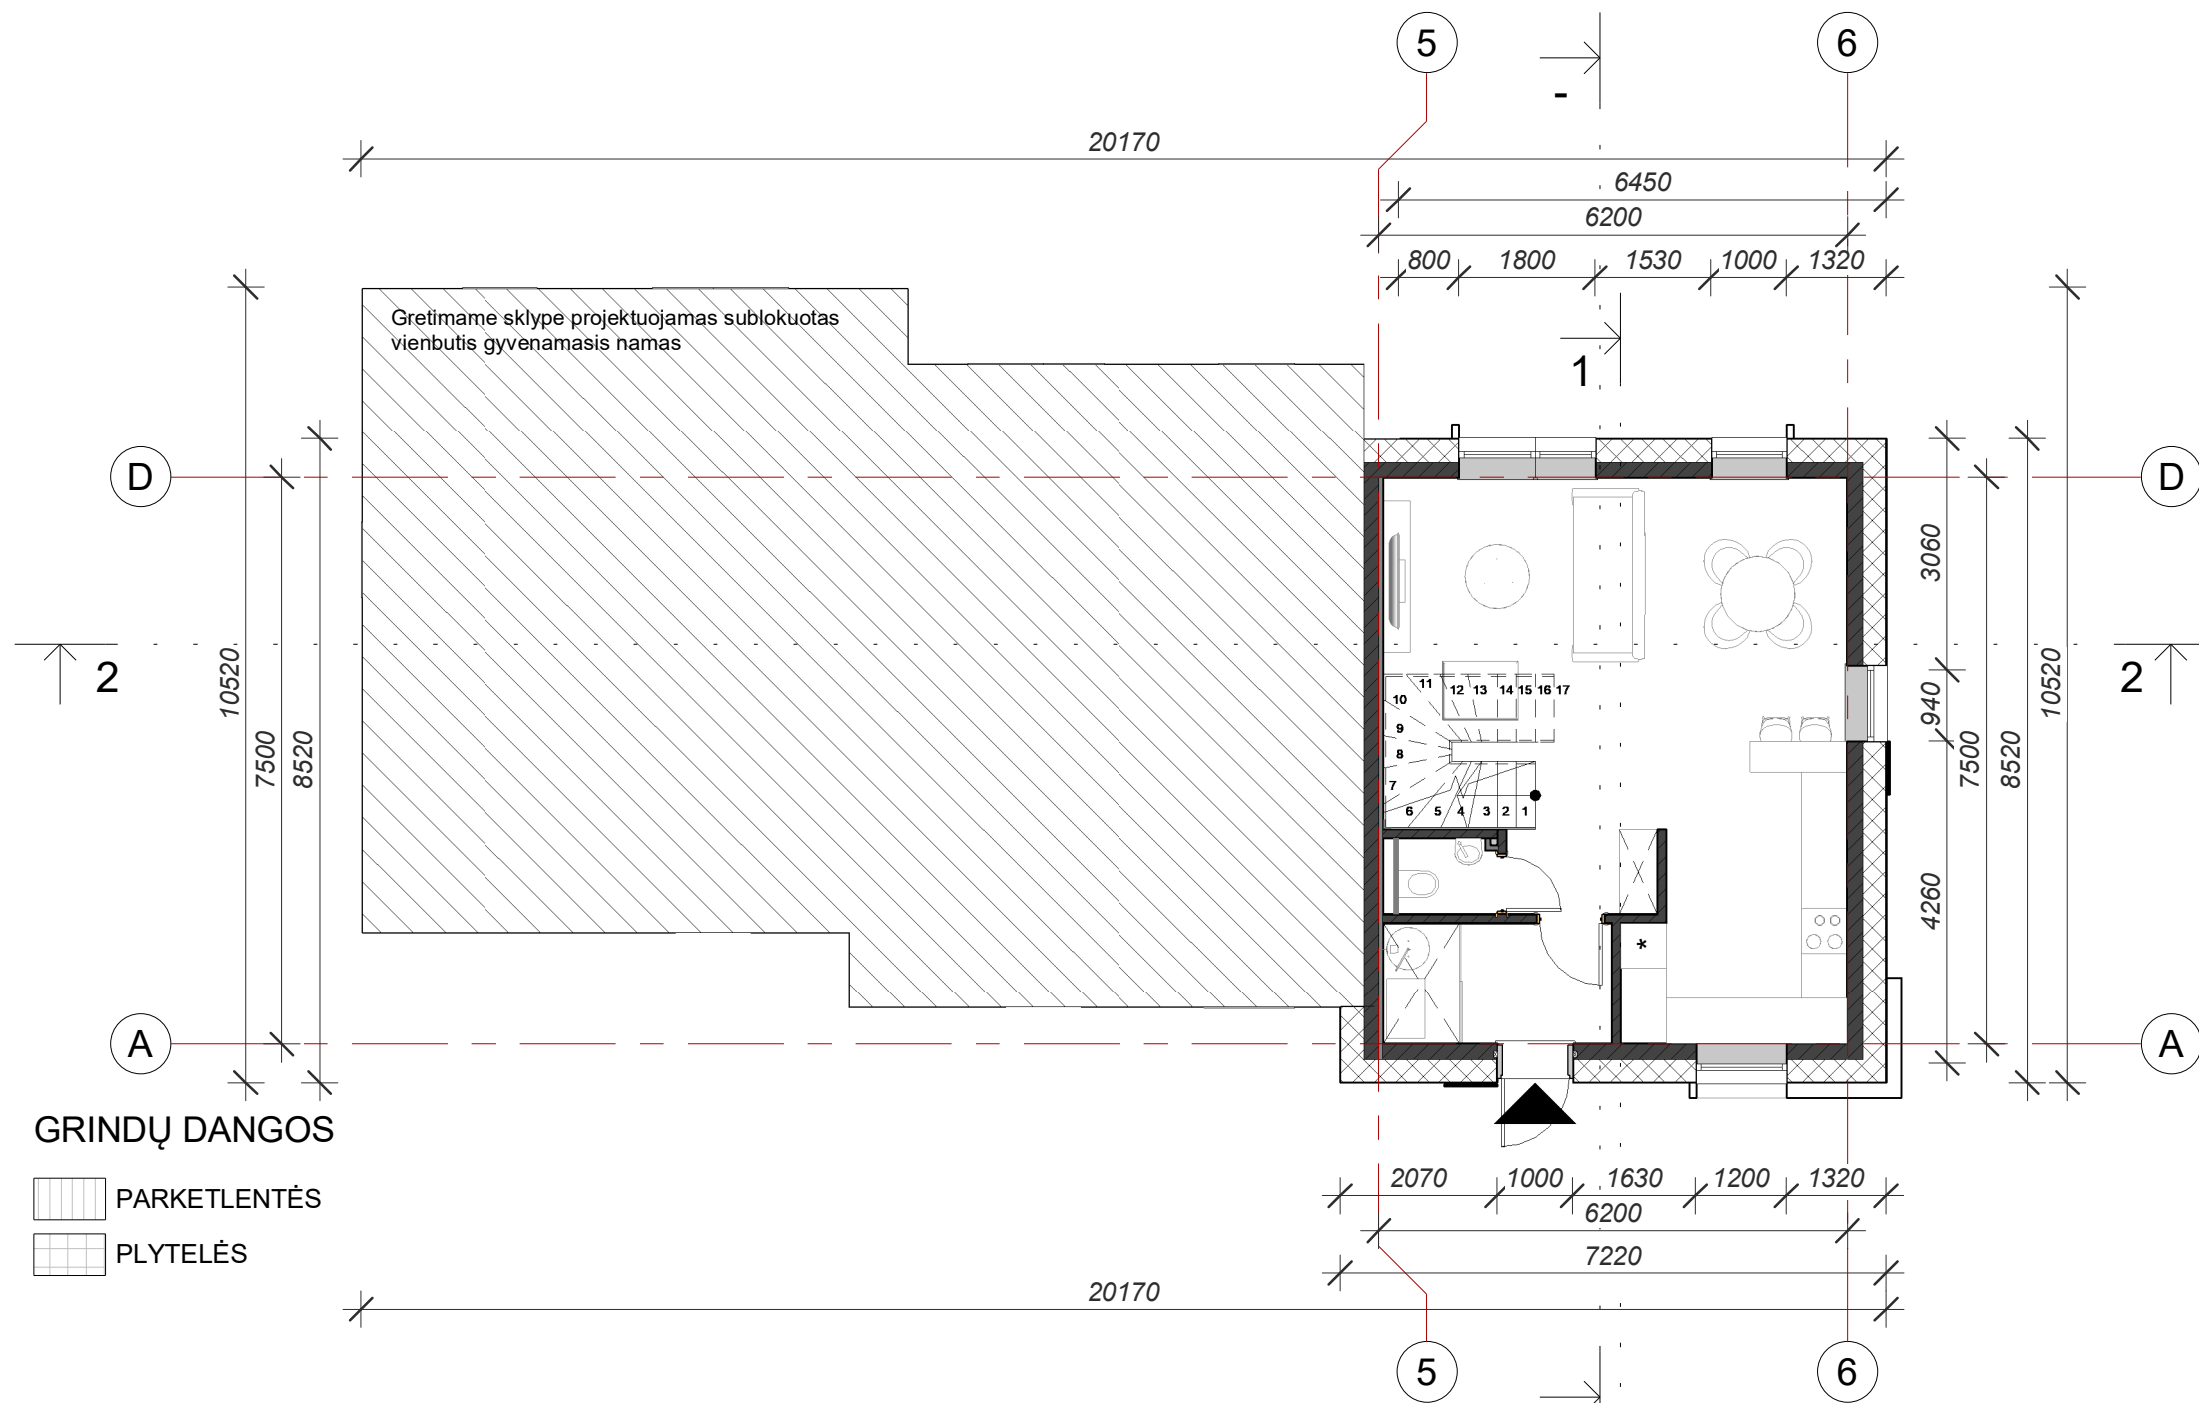 5
6
-
20170
6450
6200
800 1800 1530 1000 1320
Gretimame sklype projektuojamas sublokuotas
vienbutis gyvenamasis namas
1
D
D
10520
7500
8520
2
2
3060
940
4260
7500
8520
10520
11 12 13 14 15 16 17
10
9
8
7
6 5 4 3 2 1
*
A
A
GRINDŲ DANGOS
PARKETLENTĖS
PLYTELĖS
2070 1000 1630 1200 1320
6200
7220
20170
5
6